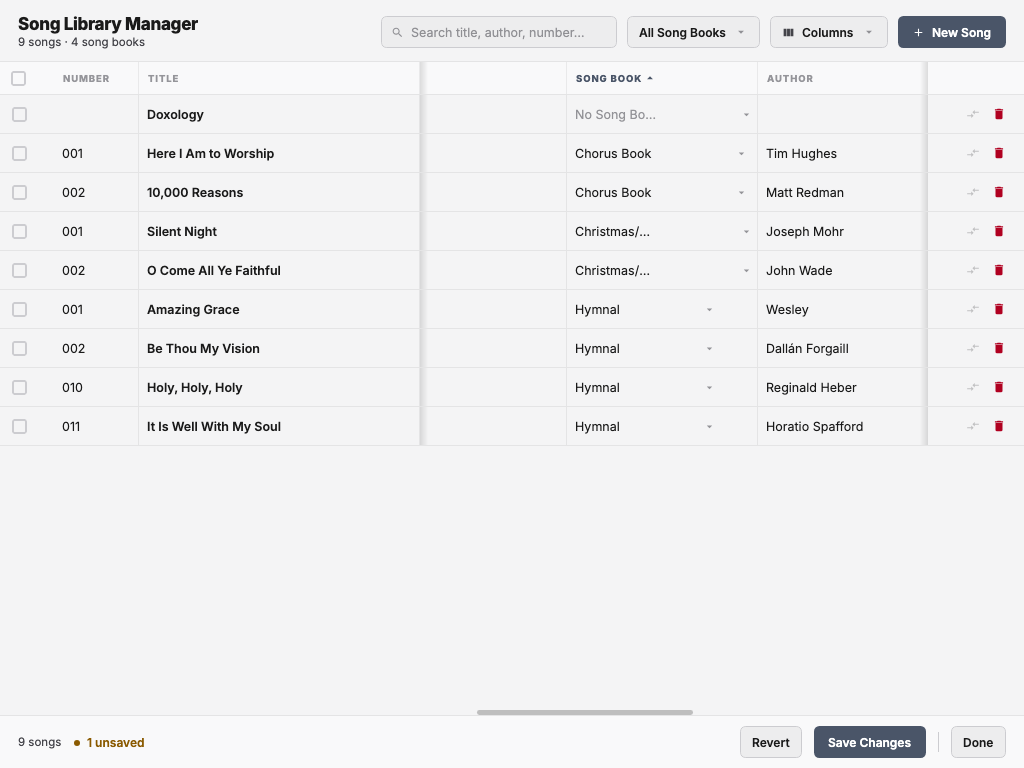 Song Library Manager
9 songs · 4 song books
Search title, author, number...
All Song Books
Columns
+ New Song
NUMBER TITLE SONG BOOK AUTHOR
Doxology No Song Bo...
001 Here I Am to Worship Chorus Book Tim Hughes
002 10,000 Reasons Chorus Book Matt Redman
001 Silent Night Christmas/... Joseph Mohr
002 O Come All Ye Faithful Christmas/... John Wade
001 Amazing Grace Hymnal Wesley
002 Be Thou My Vision Hymnal Dallán Forgaill
010 Holy, Holy, Holy Hymnal Reginald Heber
011 It Is Well With My Soul Hymnal Horatio Spafford
9 songs • 1 unsaved Revert Save Changes Done